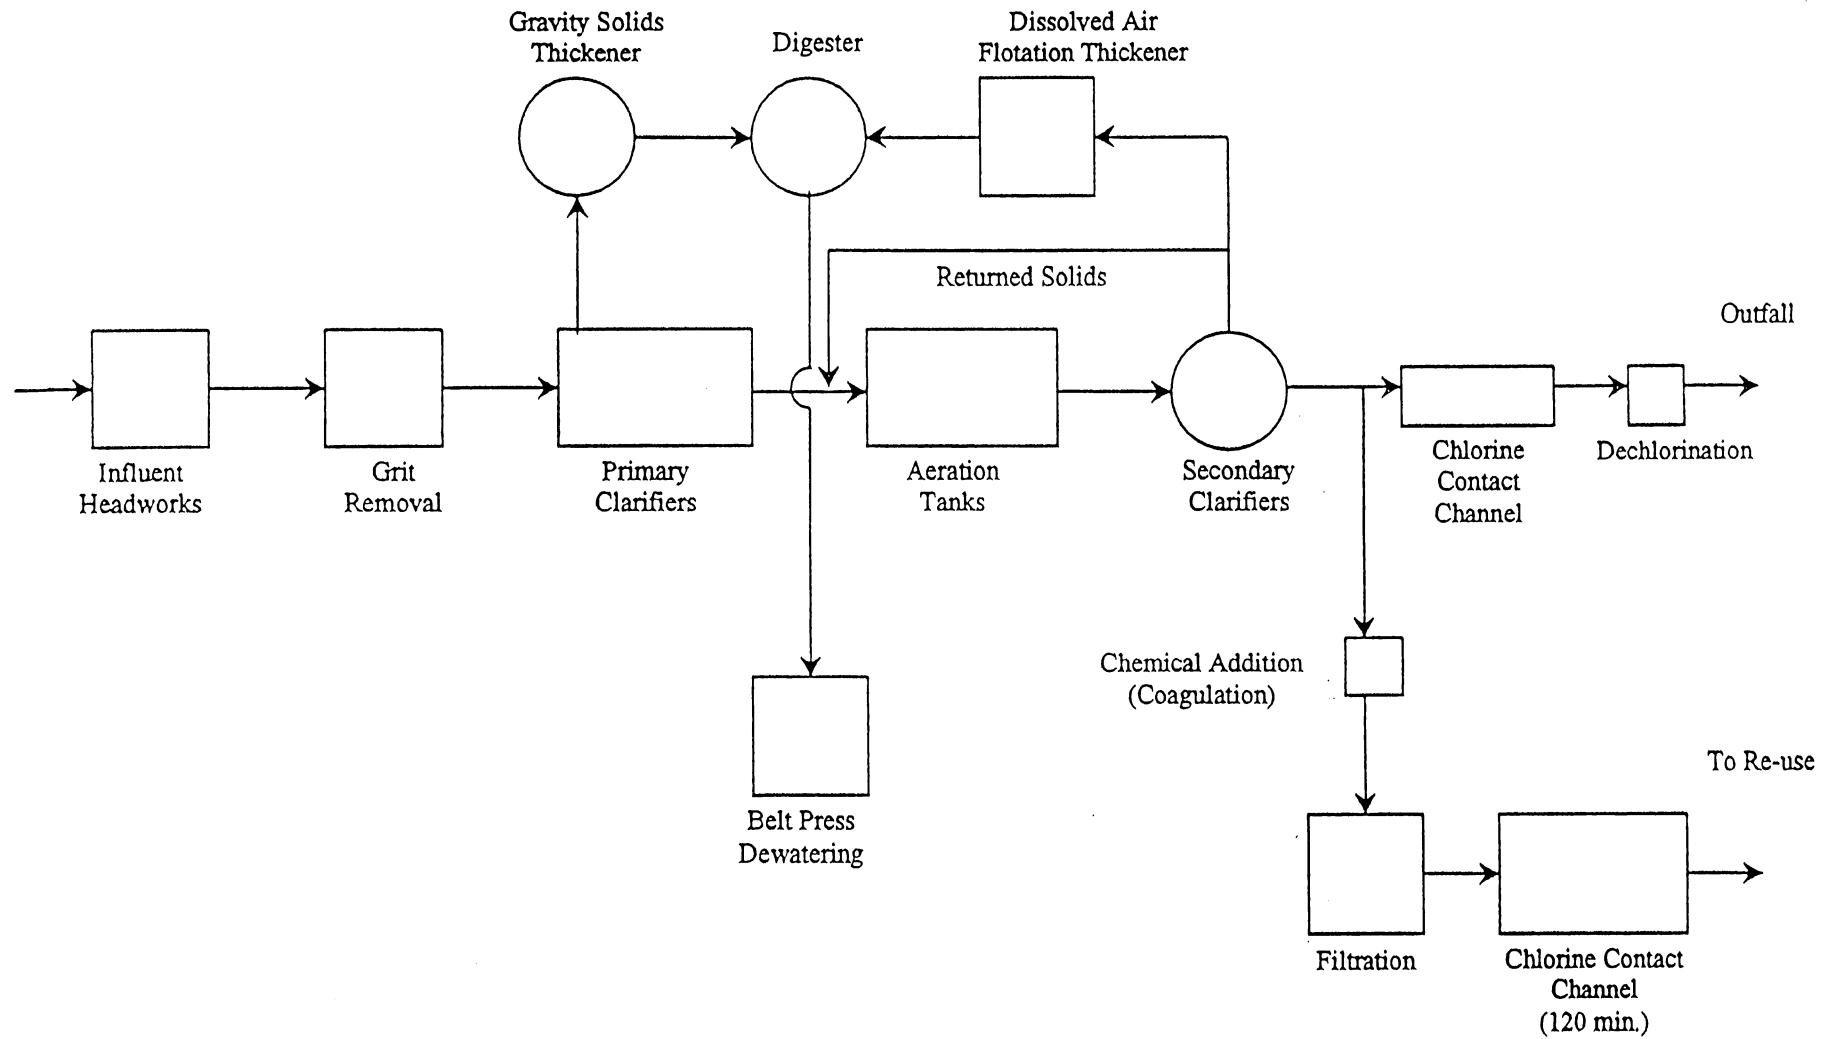 Gravity Solids
Thickener
Digester
Dissolved Air
Flotation Thickener
Returned Solids
Outfall
Influent
Headworks
Grit
Removal
Primary
Clarifiers
Aeration
Tanks
Secondary
Clarifiers
Chlorine
Contact
Channel
Dechlorination
Chemical Addition
(Coagulation)
To Re-use
Belt Press
Dewatering
Filtration
Chlorine Contact
Channel
(120 min.)